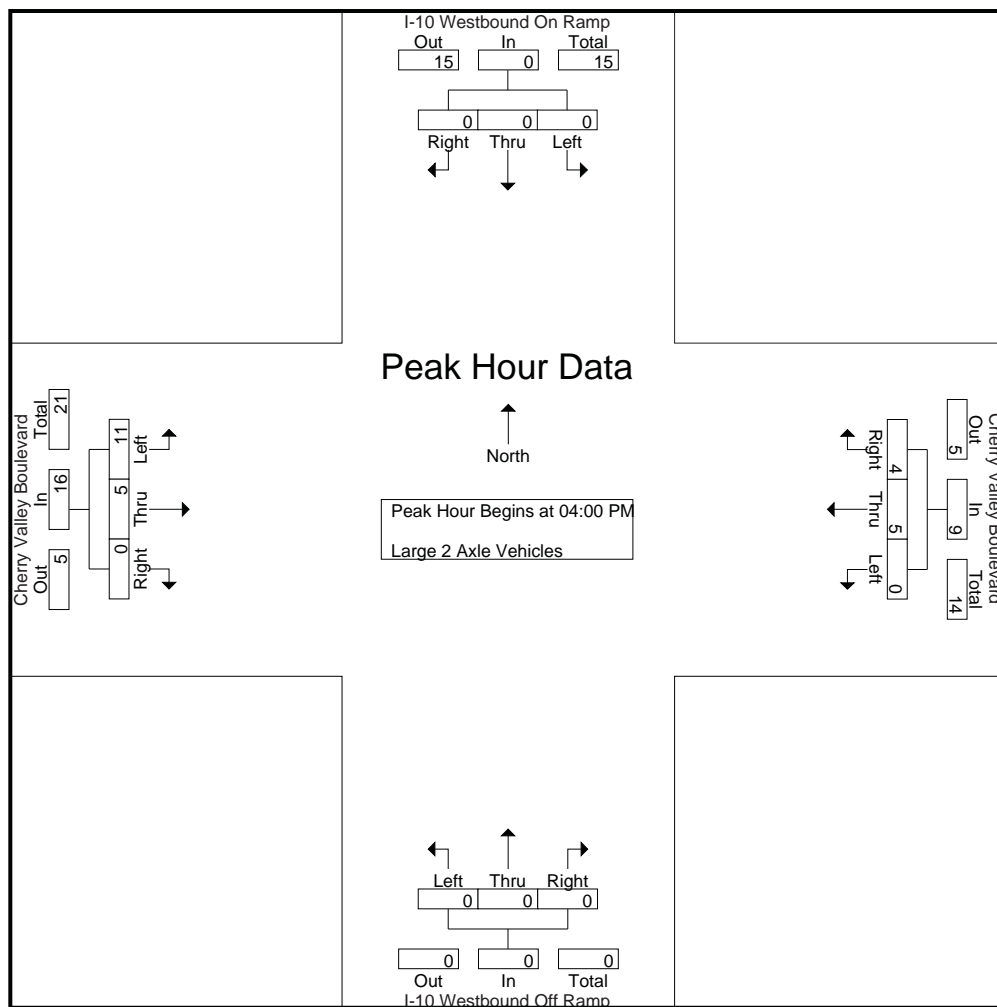 I-10 Westbound On Ramp
Out In Total
15 0 15
0 0 0
Right Thru Left
Peak Hour Data
North
Peak Hour Begins at 04:00 PM
Large 2 Axle Vehicles
Cherry Valley Boulevard
Out In Total
5 16 21
Left Thru Right
11 5 0
Cherry Valley Boulevard
Out In Total
5 9 14
Right Thru Left
4 5 0
Left Thru Right
0 0 0
0 0 0
Out In Total
I-10 Westbound Off Ramp